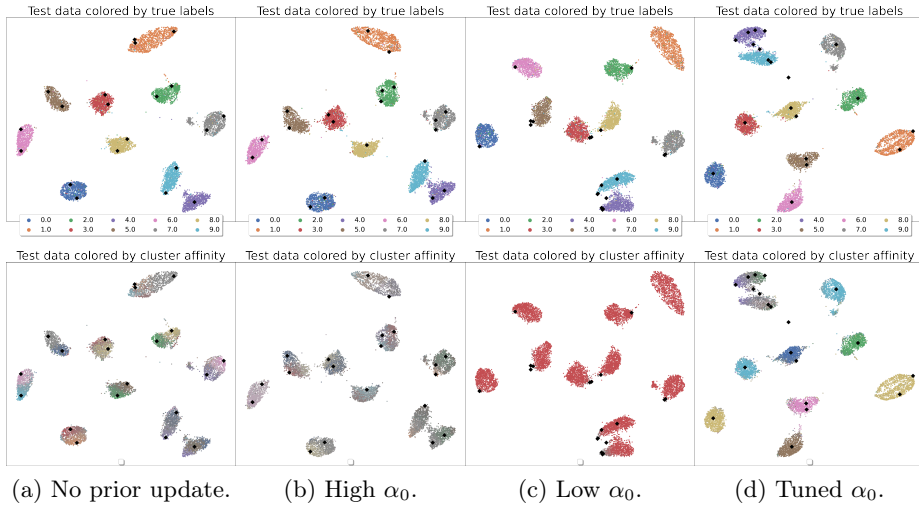 Test data colored by true labels
Test data colored by true labels
Test data colored by true labels
Test data colored by true labels
0.0 2.0 4.0 6.0 8.0
1.0 3.0 5.0 7.0 9.0
0.0 2.0 4.0 6.0 8.0
1.0 3.0 5.0 7.0 9.0
0.0 2.0 4.0 6.0 8.0
1.0 3.0 5.0 7.0 9.0
0.0 2.0 4.0 6.0 8.0
1.0 3.0 5.0 7.0 9.0
Test data colored by cluster affinity
Test data colored by cluster affinity
Test data colored by cluster affinity
Test data colored by cluster affinity
(a) No prior update.
(b) High α₀.
(c) Low α₀.
(d) Tuned α₀.